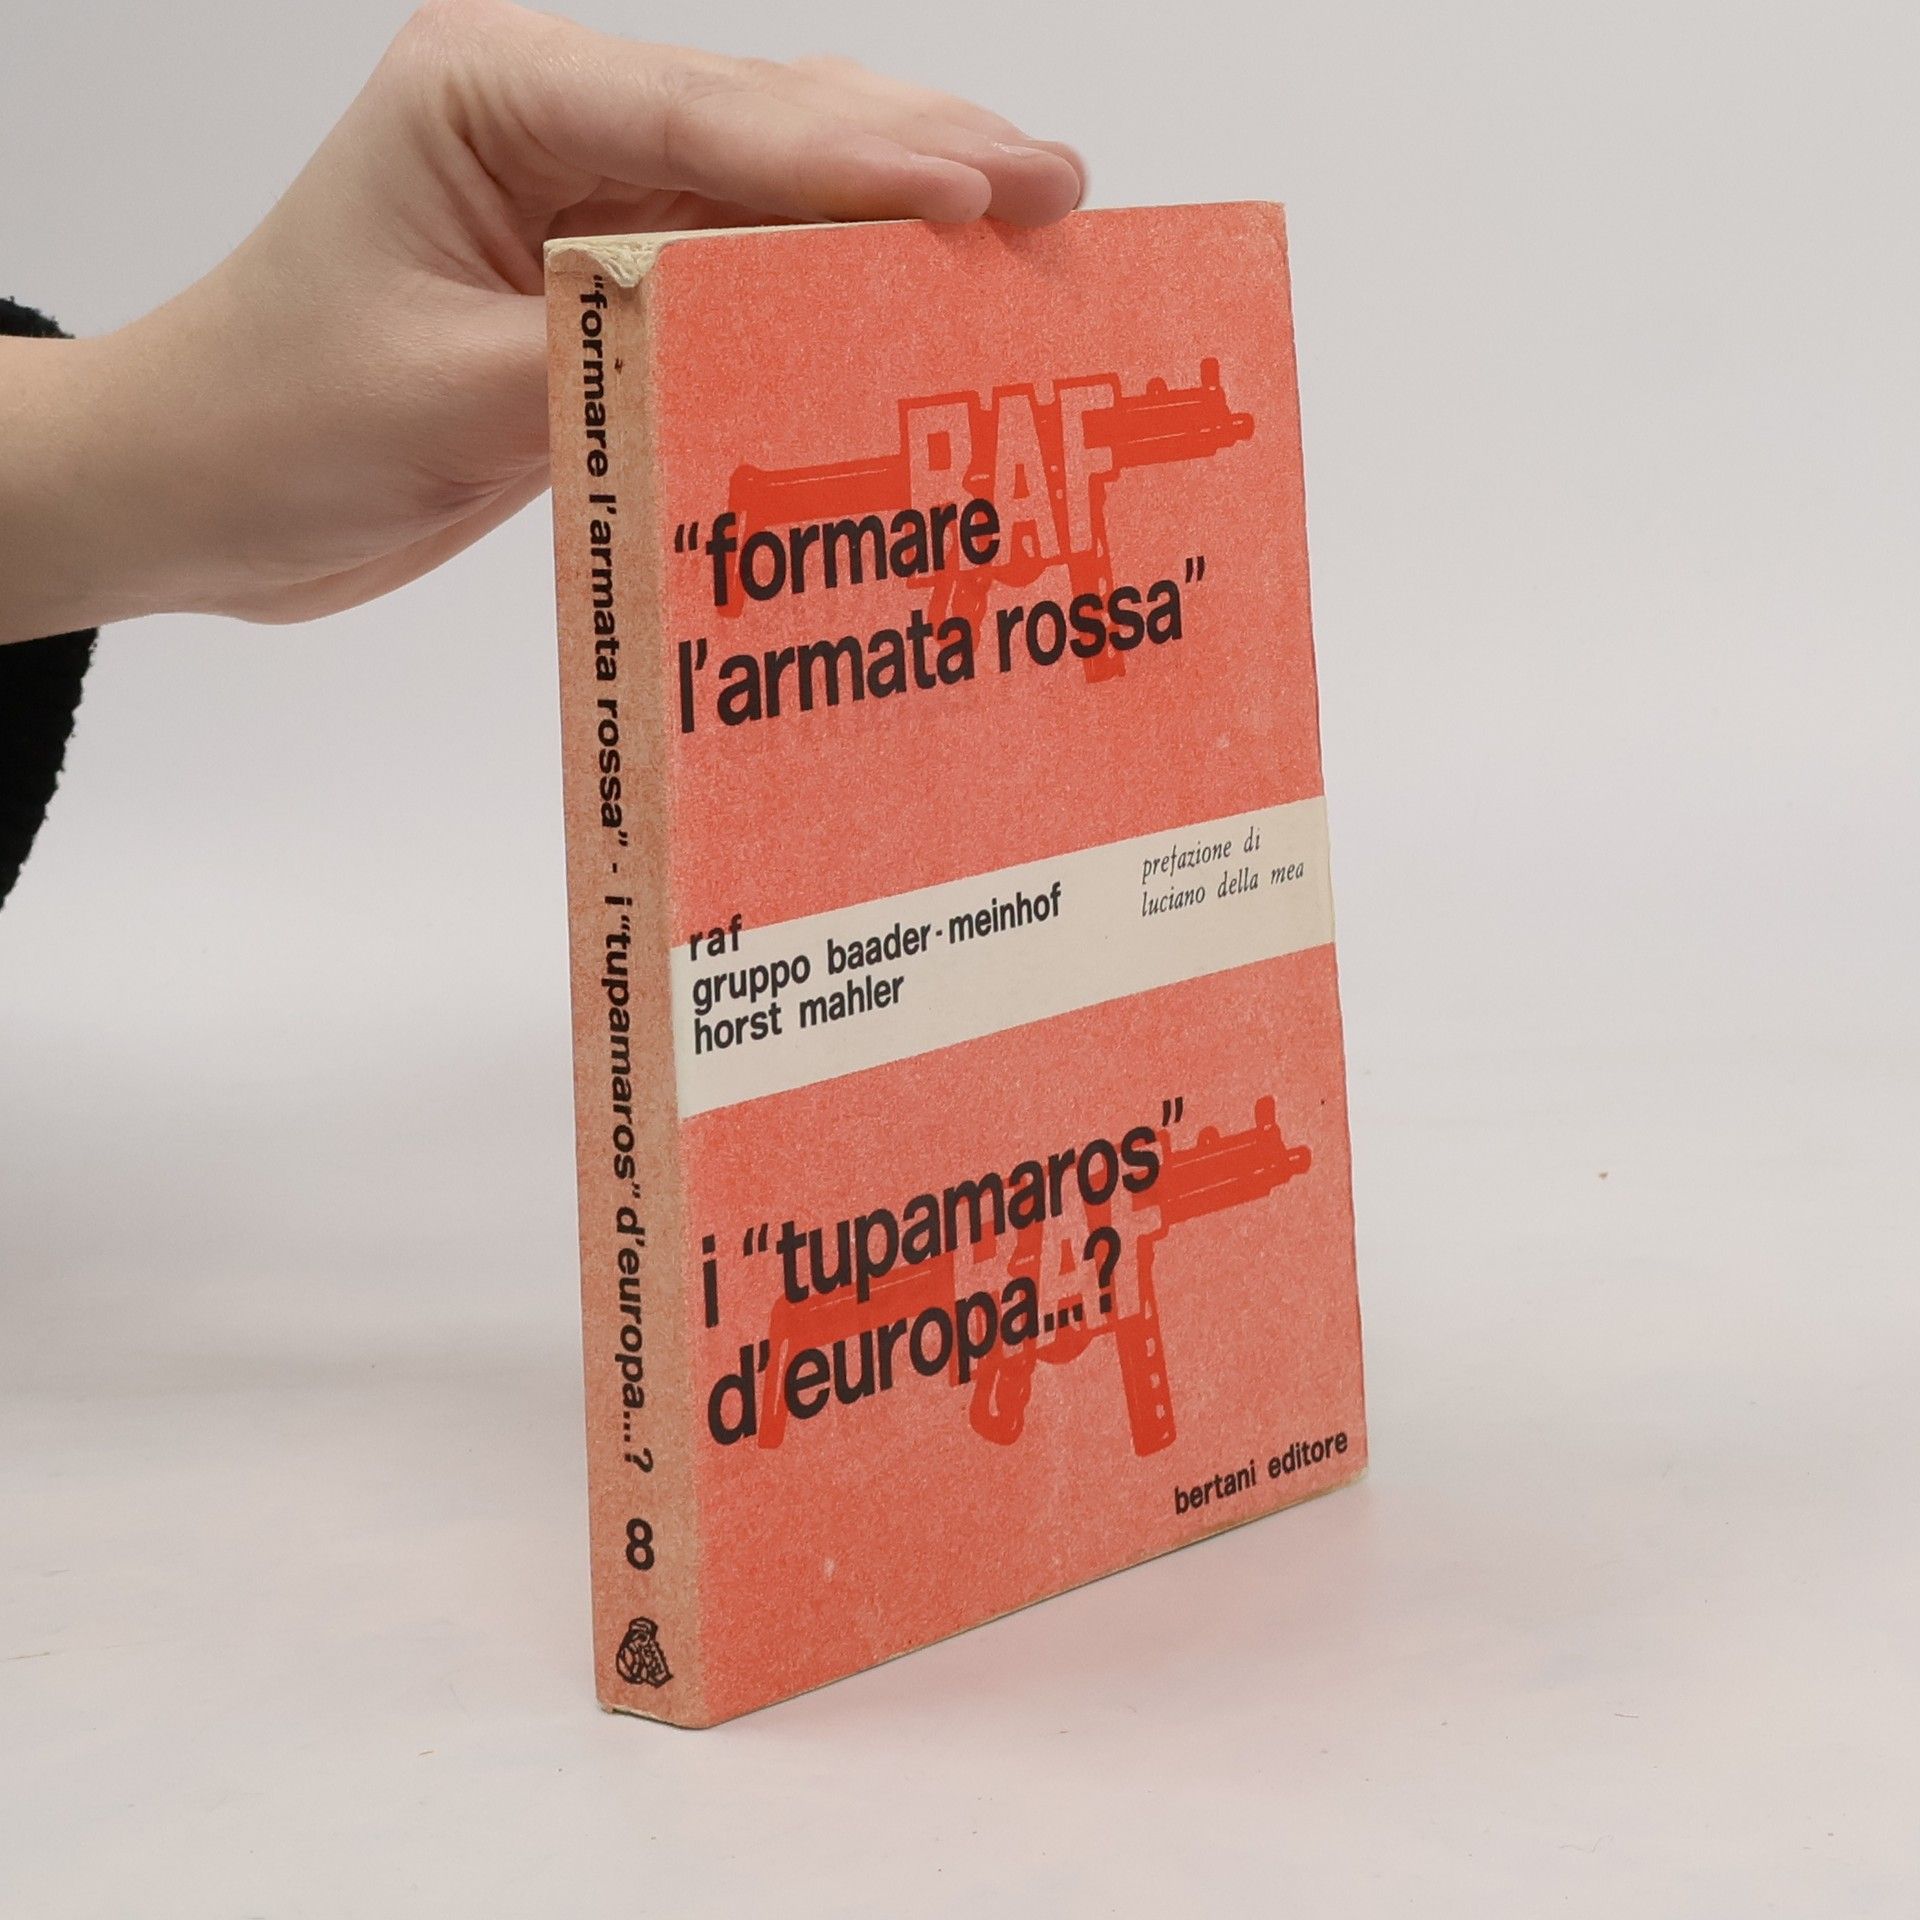 "formare l'armata rossa" - i "tupamaros" d'europa...? 8
RAF
"formare
l'armata rossa"
raf
gruppo baader-meinhof
horst mahler
prefazione di
luciano della mea
RAF
i "tupamaros"
d'europa...?
bertani editore